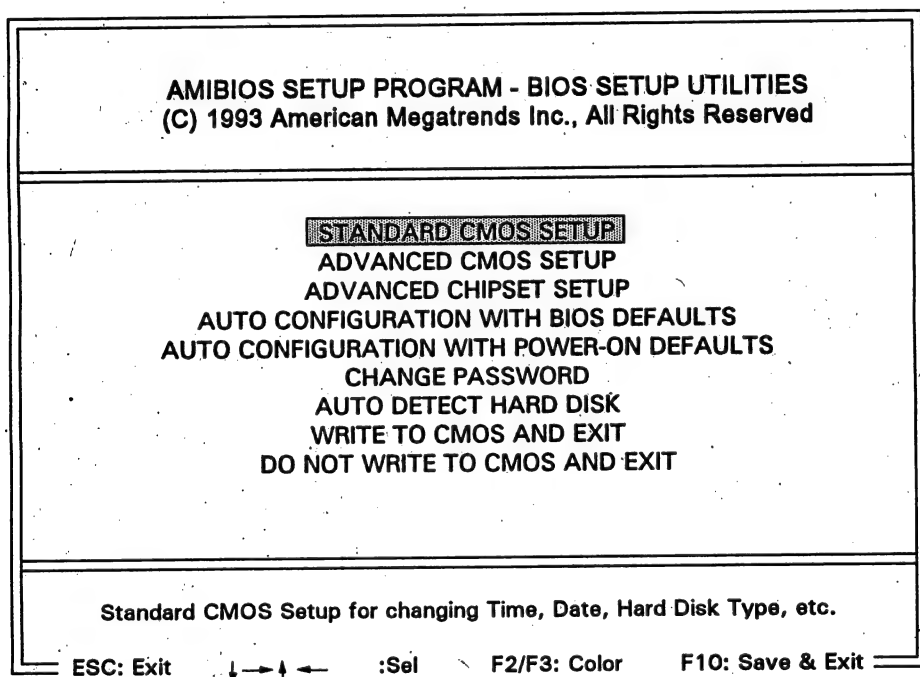 AMIBIOS SETUP PROGRAM - BIOS SETUP UTILITIES
(C) 1993 American Megatrends Inc., All Rights Reserved
STANDARD CMOS SETUP
ADVANCED CMOS SETUP
ADVANCED CHIPSET SETUP
AUTO CONFIGURATION WITH BIOS DEFAULTS
AUTO CONFIGURATION WITH POWER-ON DEFAULTS
CHANGE PASSWORD
AUTO DETECT HARD DISK
WRITE TO CMOS AND EXIT
DO NOT WRITE TO CMOS AND EXIT
Standard CMOS Setup for changing Time, Date, Hard Disk Type, etc.
ESC: Exit ↓→↑← :Sel F2/F3: Color F10: Save & Exit